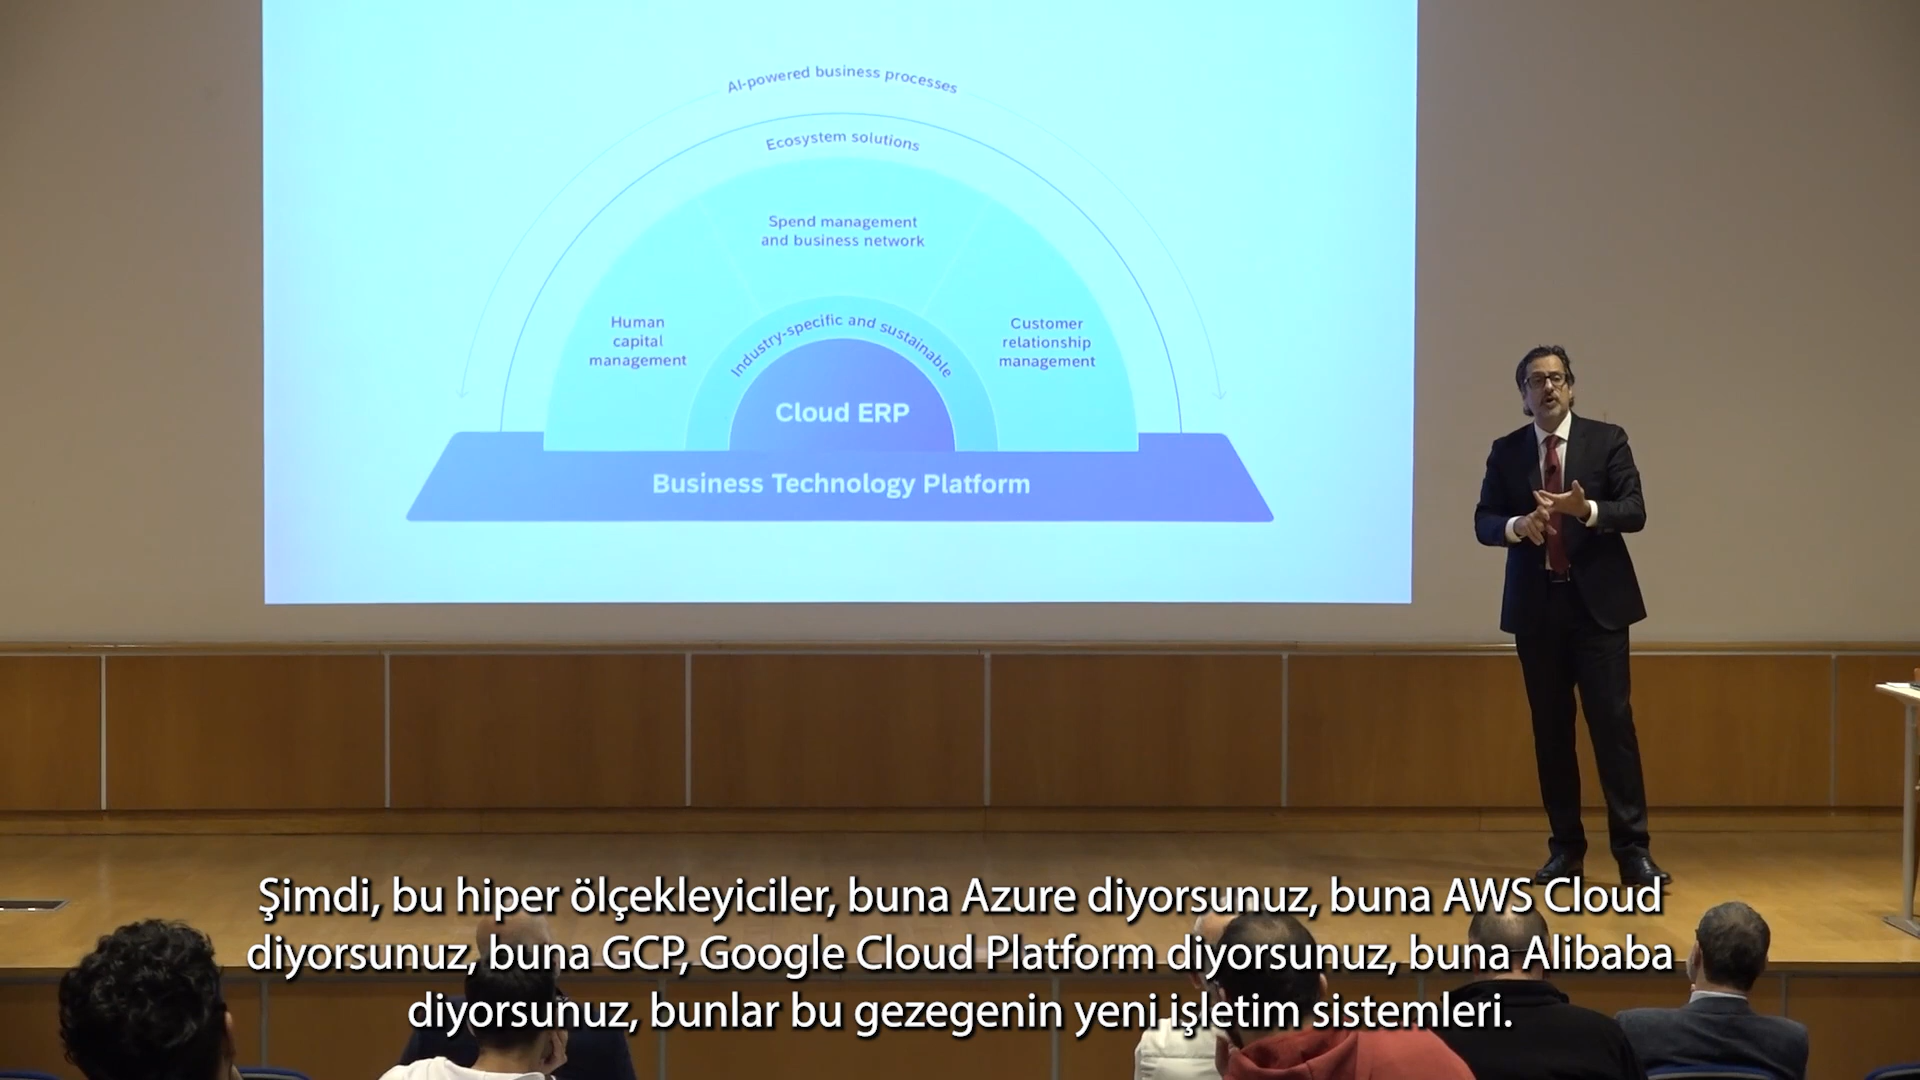 AI-powered business processes
Ecosystem solutions
Spend management
and business network
Human
capital
management
Industry-specific and sustainable
Customer
relationship
management
Cloud ERP
Business Technology Platform
Şimdi, bu hiper ölçekleyiciler, buna Azure diyorsunuz, buna AWS Cloud
diyorsunuz, buna GCP, Google Cloud Platform diyorsunuz, buna Alibaba
diyorsunuz, bunlar bu gezegenin yeni işletim sistemleri.